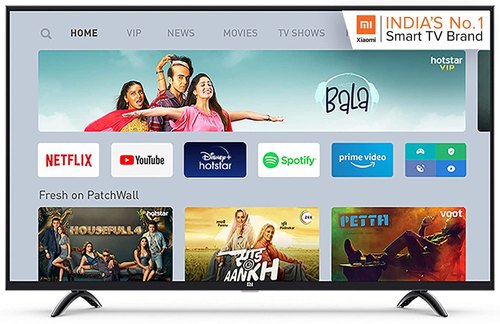 INDIA'S No.1
Xiaomi Smart TV Brand
HOME VIP NEWS MOVIES TV SHOWS
hotstar
VIP
Bala
NETFLIX YouTube Disney+ hotstar Spotify prime video
Fresh on PatchWall
hotstar
HOUSEFULL4
ZEE5
AANKH
PETTA
voot
mi